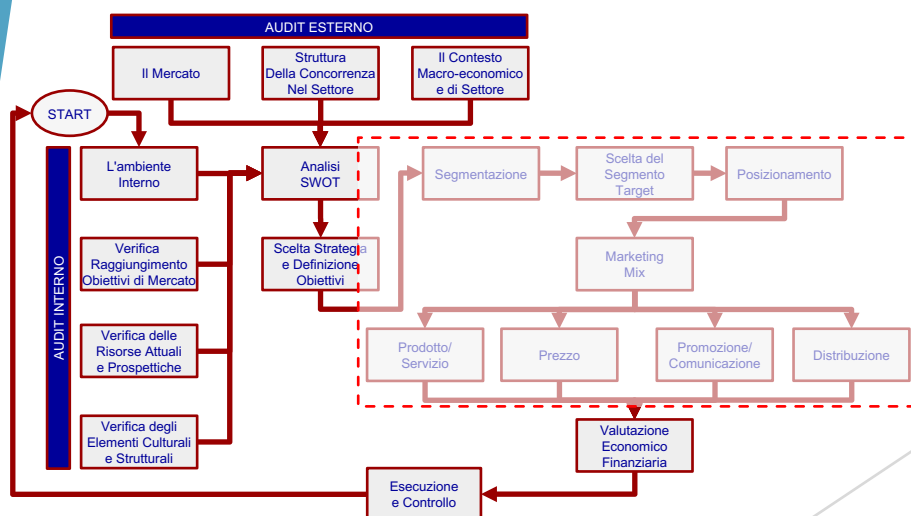 AUDIT ESTERNO
Il Mercato
Struttura
Della Concorrenza
Nel Settore
Il Contesto
Macro-economico
e di Settore
START
AUDIT INTERNO
L'ambiente
Interno
Analisi
SWOT
Segmentazione
Scelta del
Segmento
Target
Posizionamento
Verifica
Raggiungimento
Obiettivi di Mercato
Scelta Strategia
e Definizione
Obiettivi
Marketing
Mix
Verifica delle
Risorse Attuali
e Prospettiche
Prodotto/
Servizio
Prezzo
Promozione/
Comunicazione
Distribuzione
Verifica degli
Elementi Culturali
e Strutturali
Valutazione
Economico
Finanziaria
Esecuzione
e Controllo